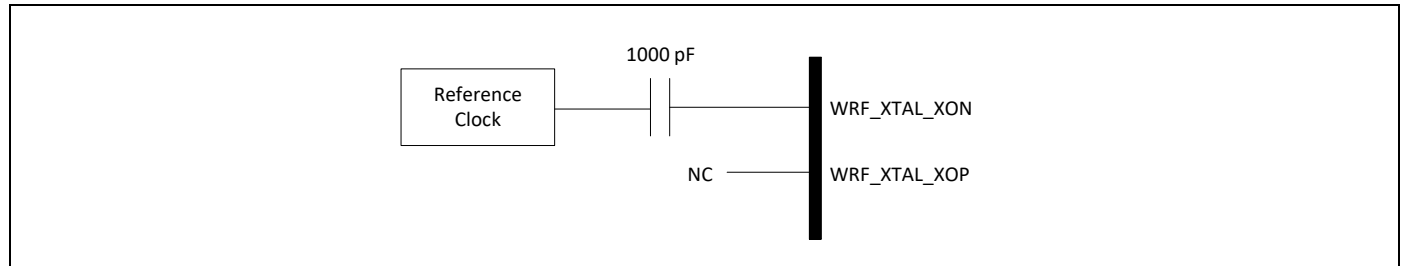 1000 pF
Reference
Clock
WRF_XTAL_XON
NC
WRF_XTAL_XOP